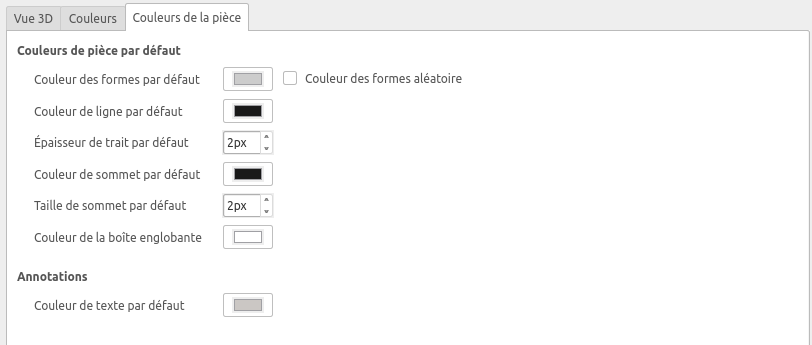 Vue 3D Couleurs Couleurs de la pièce
Couleurs de pièce par défaut
Couleur des formes par défaut Couleur des formes aléatoire
Couleur de ligne par défaut
Épaisseur de trait par défaut 2px
Couleur de sommet par défaut
Taille de sommet par défaut 2px
Couleur de la boîte englobante
Annotations
Couleur de texte par défaut